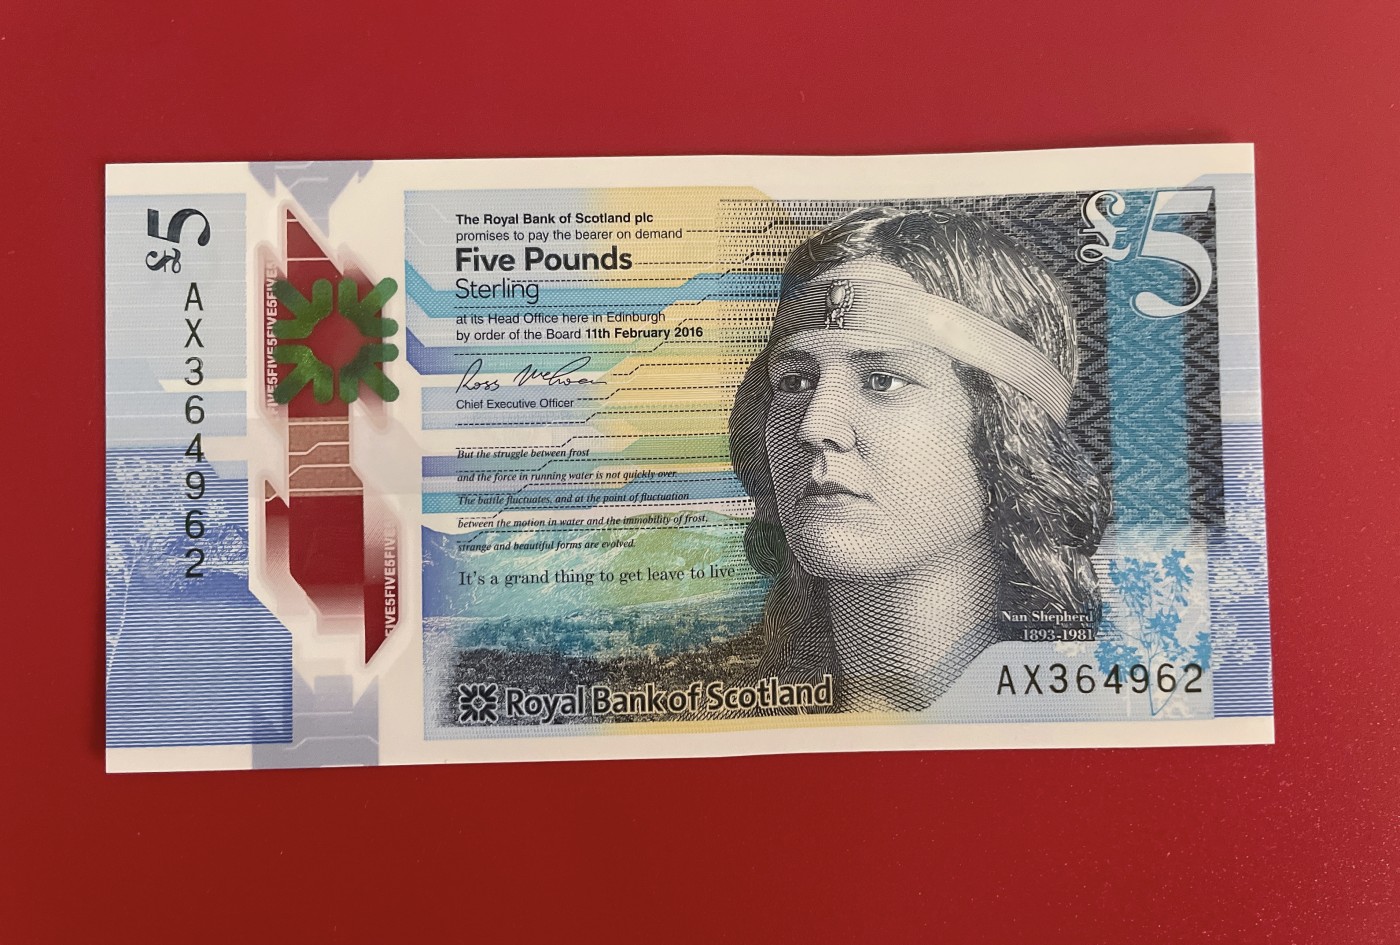 £5
AX364962
FIVE5FIVE5FIVE5
The Royal Bank of Scotland plc
promises to pay the bearer on demand
Five Pounds
Sterling
at its Head Office here in Edinburgh
by order of the Board 11th February 2016
Ross McEwan
Chief Executive Officer
But the struggle between frost
and the force in running water is not quickly over.
The battle fluctuates, and at the point of fluctuation
between the motion in water and the immobility of frost,
strange and beautiful forms are evolved.
It's a grand thing to get leave to live
Royal Bank of Scotland
FIVE5FIVE5FIVE
£5
Nan Shepherd
1893-1981
AX364962